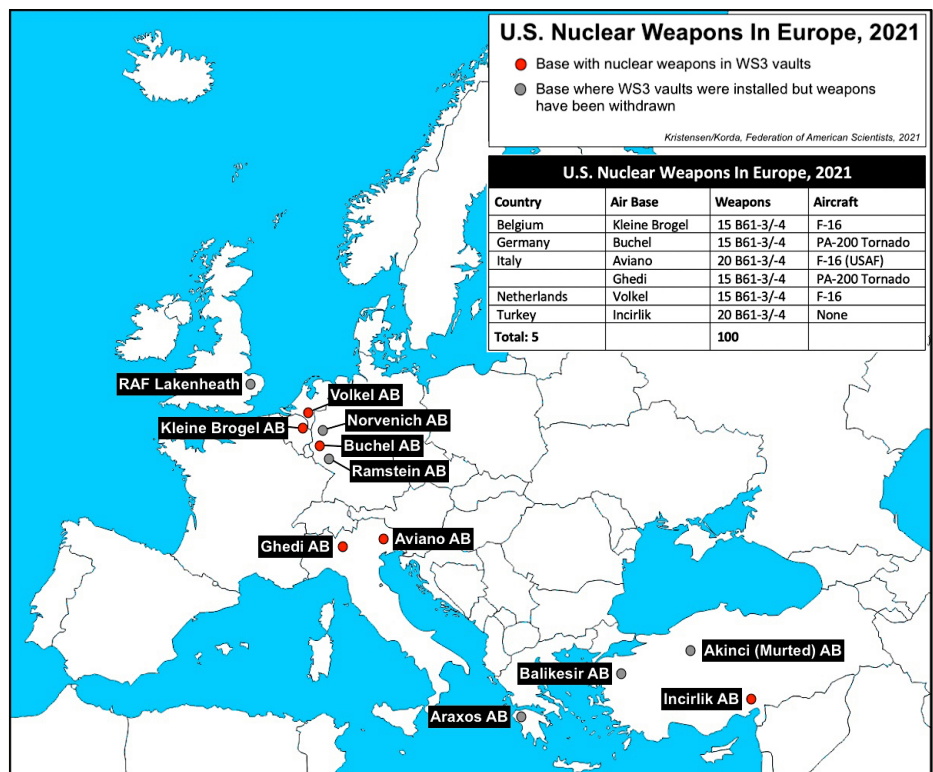 U.S. Nuclear Weapons In Europe, 2021
Base with nuclear weapons in WS3 vaults
Base where WS3 vaults were installed but weapons
have been withdrawn
Kristensen/Korda, Federation of American Scientists, 2021
U.S. Nuclear Weapons In Europe, 2021
Country Air Base Weapons Aircraft
Belgium Kleine Brogel 15 B61-3/-4 F-16
Germany Buchel 15 B61-3/-4 PA-200 Tornado
Italy Aviano 20 B61-3/-4 F-16 (USAF)
Ghedi 15 B61-3/-4 PA-200 Tornado
Netherlands Volkel 15 B61-3/-4 F-16
Turkey Incirlik 20 B61-3/-4 None
Total: 5 100
RAF Lakenheath
Volkel AB
Kleine Brogel AB
Norvenich AB
Buchel AB
Ramstein AB
Ghedi AB
Aviano AB
Akinci (Murted) AB
Balikesir AB
Incirlik AB
Araxos AB